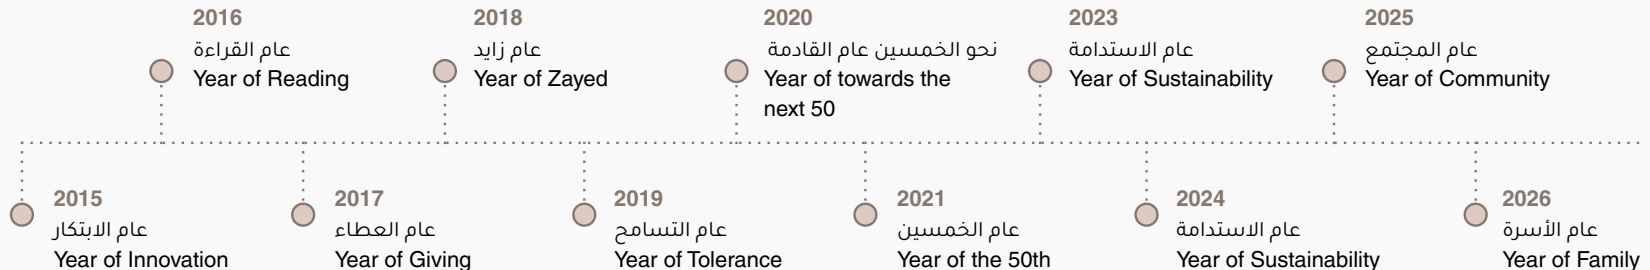 2016
عام القراءة
Year of Reading
2018
عام زايد
Year of Zayed
2020
نحو الخمسين عام القادمة
Year of towards the
next 50
2023
عام الاستدامة
Year of Sustainability
2025
عام المجتمع
Year of Community
2015
عام الابتكار
Year of Innovation
2017
عام العطاء
Year of Giving
2019
عام التسامح
Year of Tolerance
2021
عام الخمسين
Year of the 50th
2024
عام الاستدامة
Year of Sustainability
2026
عام الأسرة
Year of Family